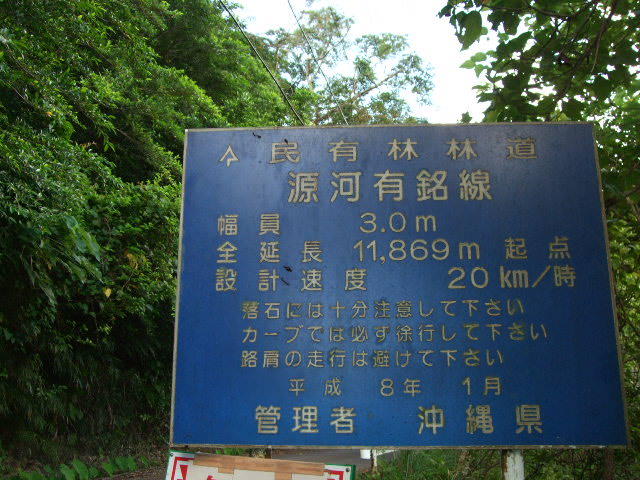 民有林林道
源河有銘線
幅員 3.0m
全延長 11,869m 起点
設計速度 20km/時
落石には十分注意して下さい
カーブでは必ず徐行して下さい
路肩の走行は避けて下さい
平成 8年 1月
管理者 沖縄県